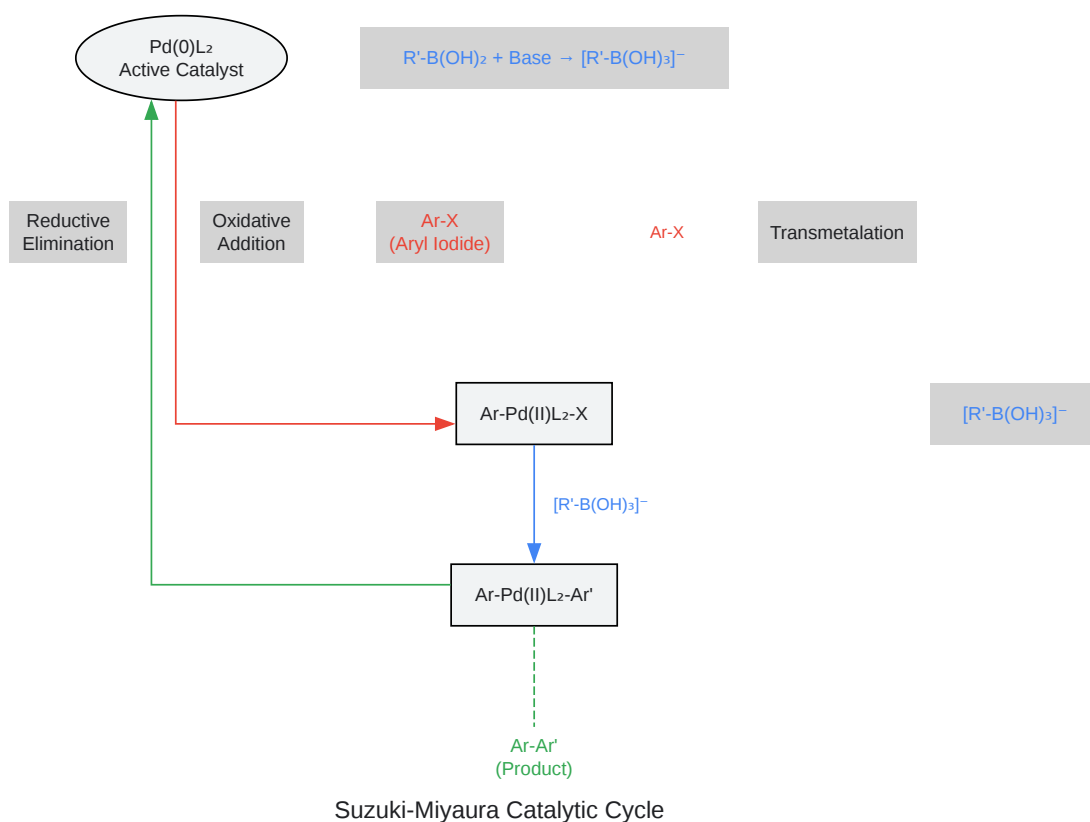 Pd(0)L₂
Active Catalyst
R'-B(OH)₂ + Base → [R'-B(OH)₃]⁻
Reductive
Elimination
Oxidative
Addition
Ar-X
(Aryl Iodide)
Ar-X
Transmetalation
Ar-Pd(II)L₂-X
[R'-B(OH)₃]⁻
[R'-B(OH)₃]⁻
Ar-Pd(II)L₂-Ar'
Ar-Ar'
(Product)
Suzuki-Miyaura Catalytic Cycle